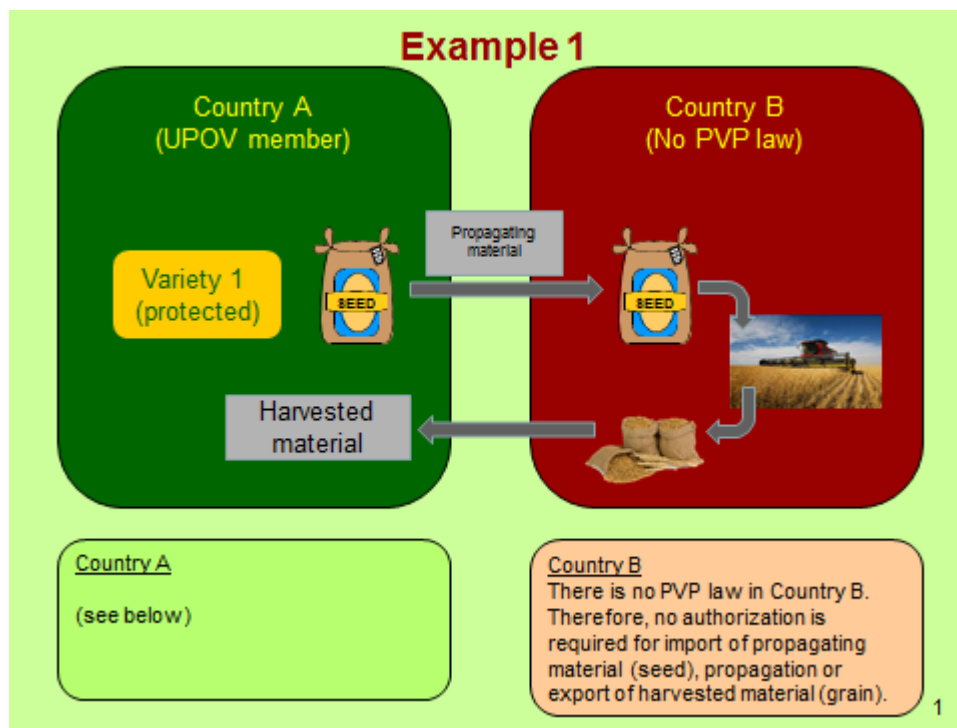 Example 1
Country A
(UPOV member)
Country B
(No PVP law)
Propagating
material
Variety 1
(protected)
SEED
SEED
Harvested
material
Country A
(see below)
Country B
There is no PVP law in Country B.
Therefore, no authorization is
required for import of propagating
material (seed), propagation or
export of harvested material (grain).
1